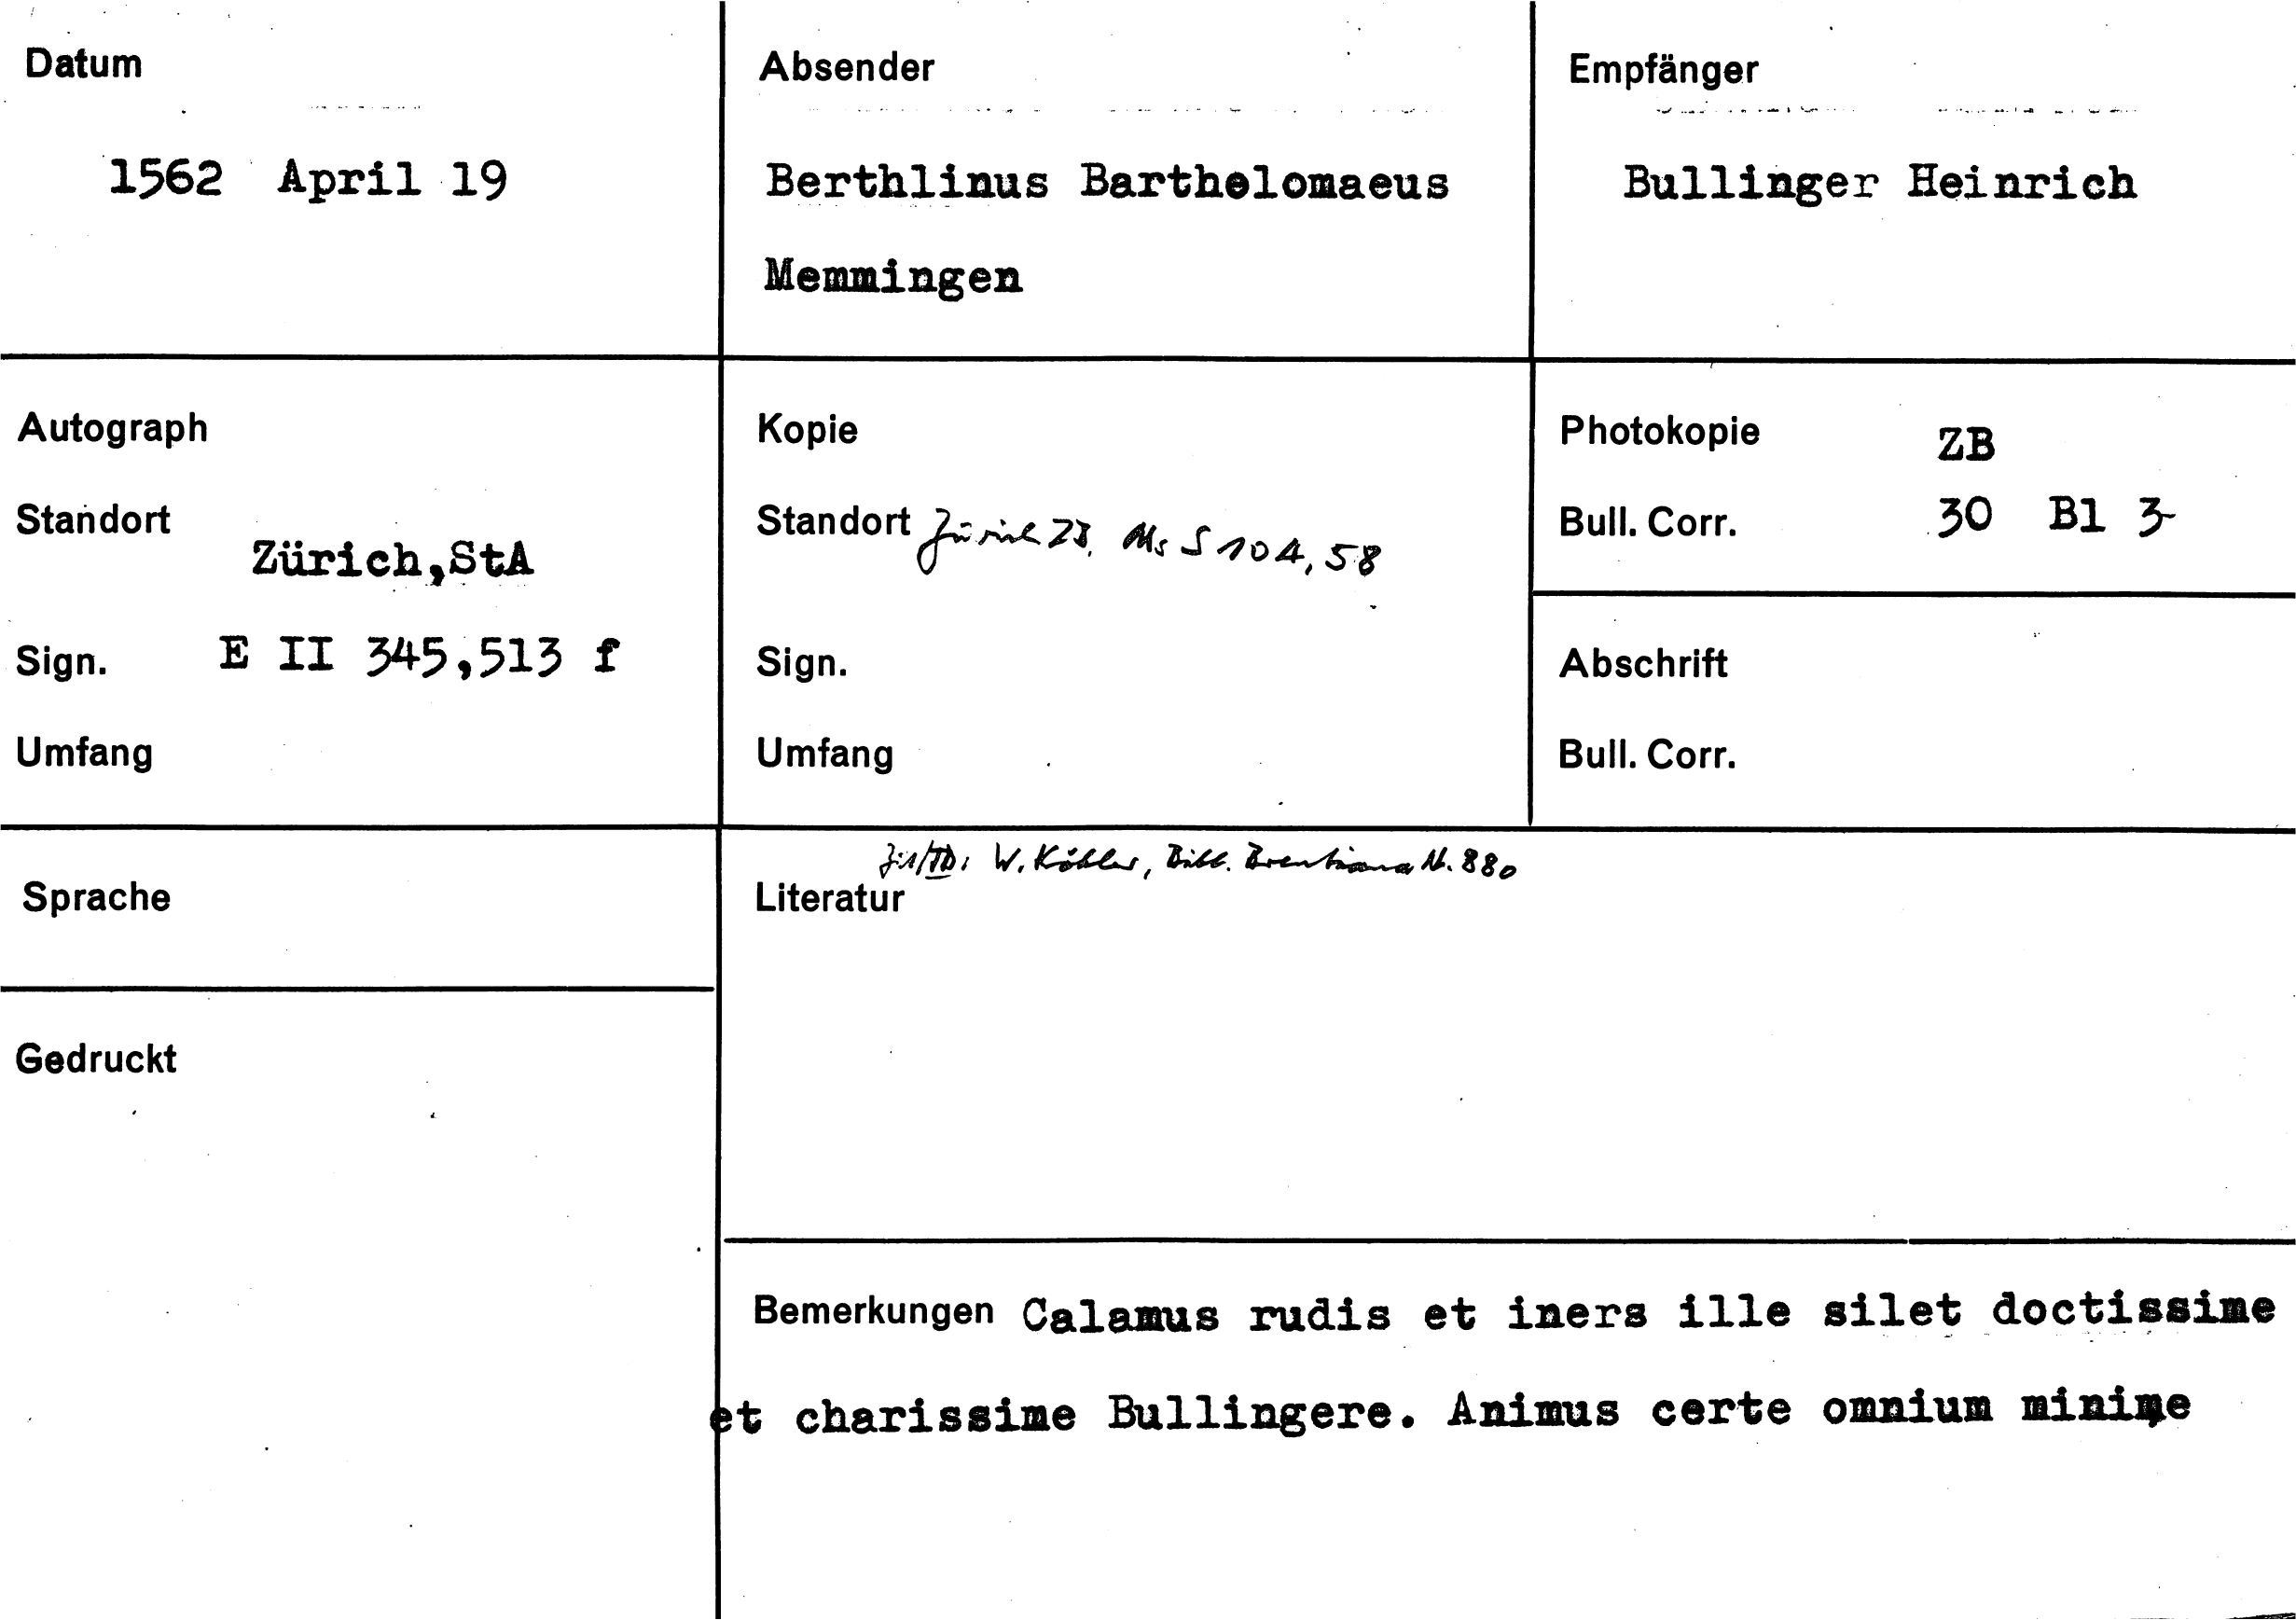 Datum
1562 April 19
Absender
Berthlinus Bartholomaeus
Memmingen
Empfänger
Bullinger Heinrich
Autograph
Standort
Zürich,StA
Sign. E II 345,513 f
Umfang
Kopie
Standort Zürich ZB, Ms S 104, 58
Sign.
Umfang
Photokopie ZB
Bull. Corr. 30 Bl 3
Abschrift
Bull. Corr.
Sprache
Gedruckt
W. Köhler, Bibl. Brentiana N. 880
Literatur
Bemerkungen Calamus rudis et iners ille silet doctissime
et charissime Bullingere. Animus certe omnium minime